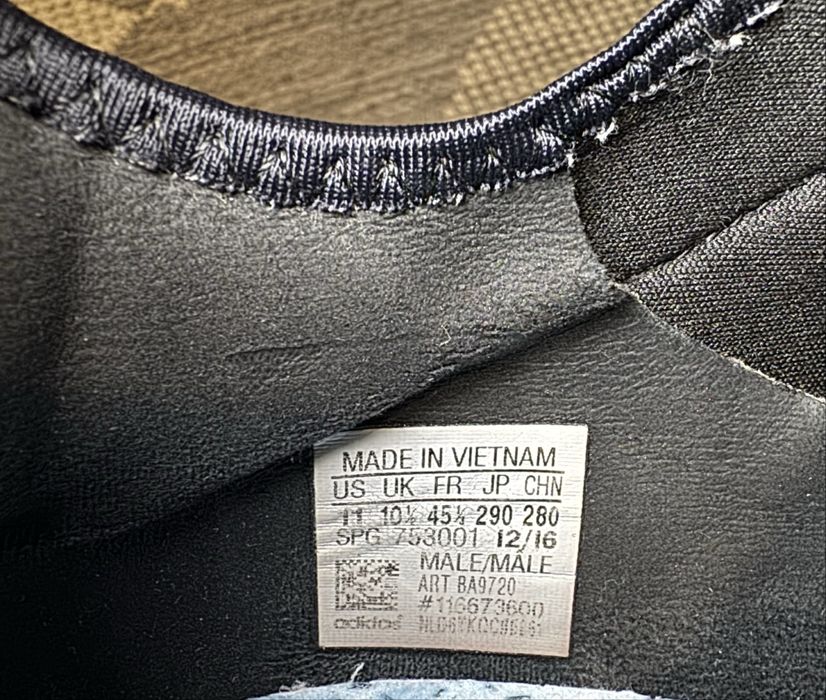 MADE IN VIETNAM
US UK FR JP CHN
11 10½ 45⅓ 290 280
SPG 753001 12/16
MALE/MÂLE
ART BA9720
#116673600
adidas